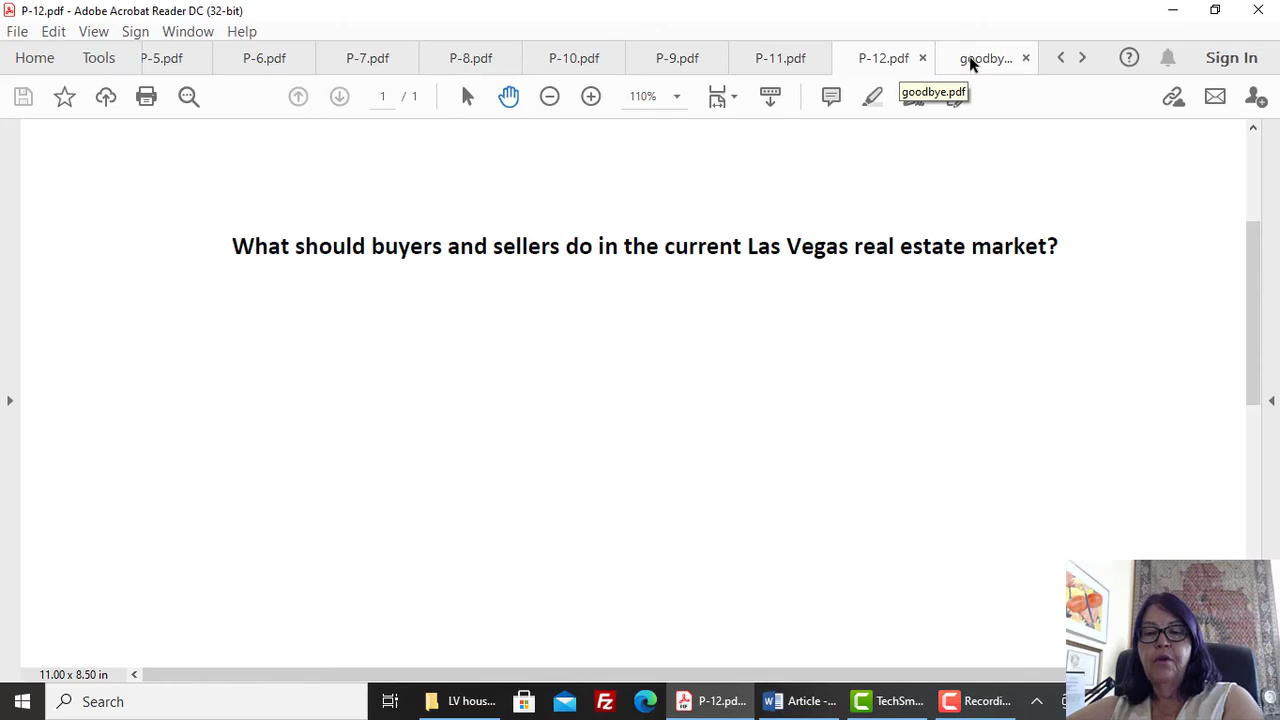 P-12.pdf - Adobe Acrobat Reader DC (32-bit)
File Edit View Sign Window Help
Home Tools P-5.pdf P-6.pdf P-7.pdf P-8.pdf P-10.pdf P-9.pdf P-11.pdf P-12.pdf goodby... Sign In
1 / 1 110%
goodbye.pdf
What should buyers and sellers do in the current Las Vegas real estate market?
11.00 x 8.50 in
Search LV hous... P-12.pd... Article -... TechSm... Recordi...